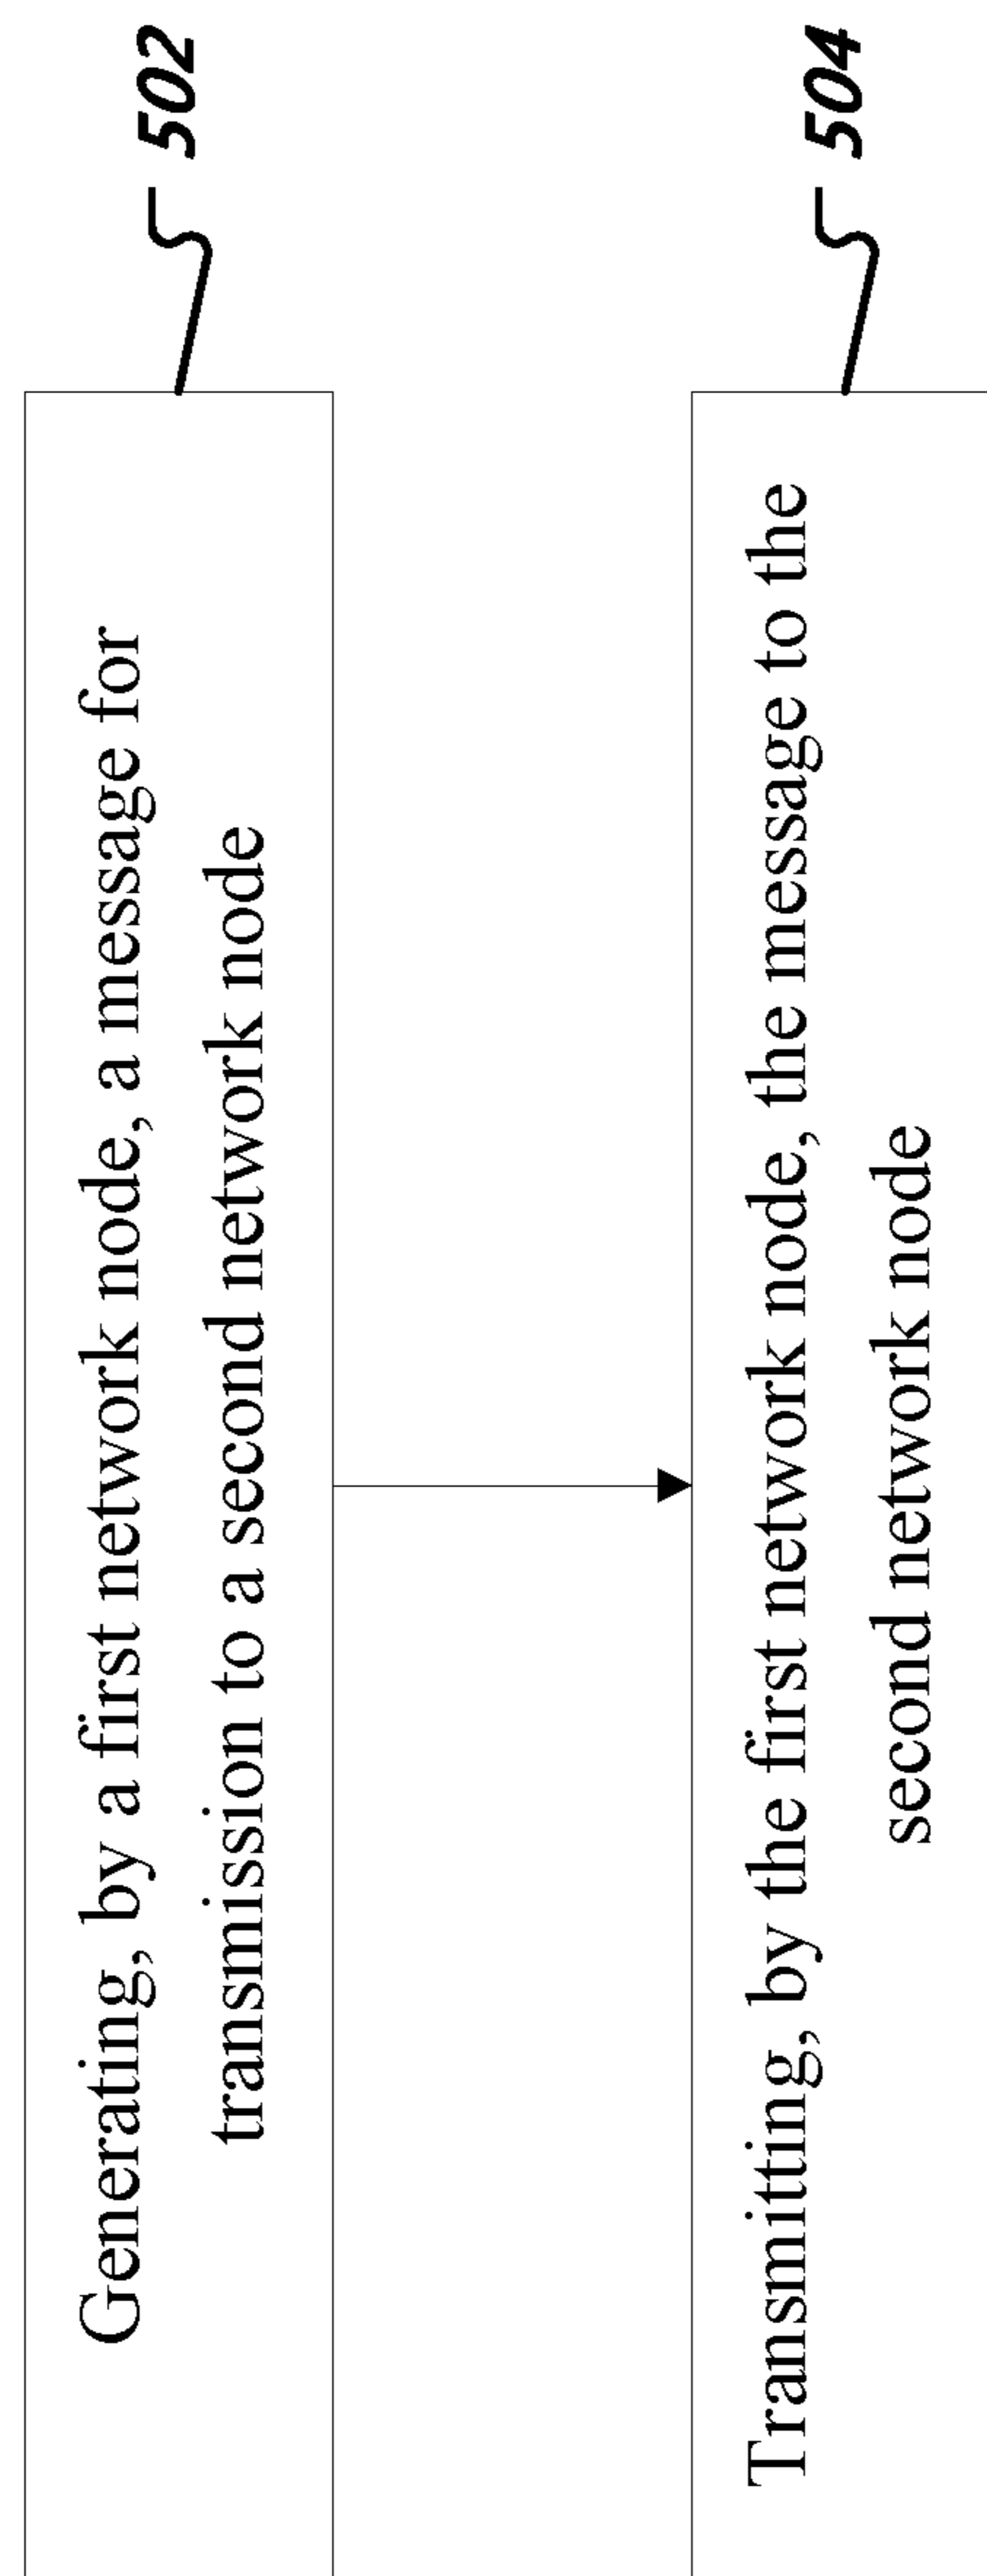 Generating, by a first network node, a message for
transmission to a second network node
502
Transmitting, by the first network node, the message to the
second network node
504